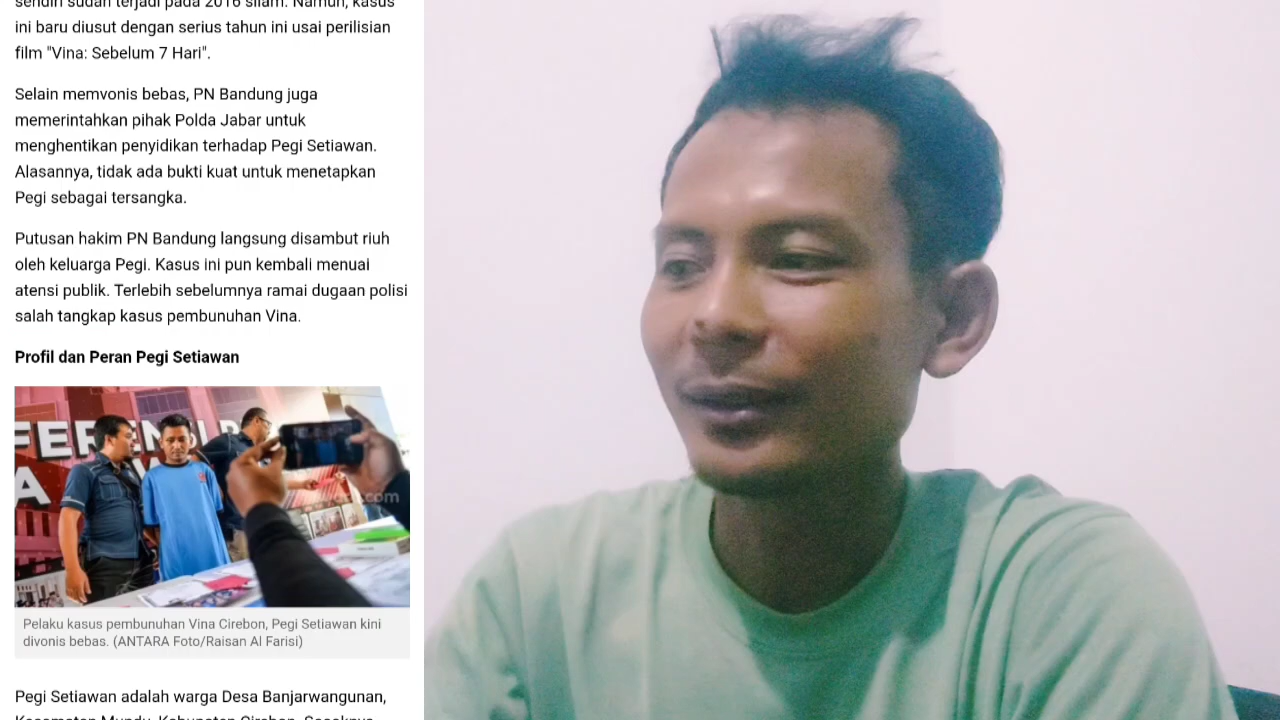 sendiri sudah terjadi pada 2016 silam. Namun, kasus
ini baru diusut dengan serius tahun ini usai perilisian
film "Vina: Sebelum 7 Hari".
Selain memvonis bebas, PN Bandung juga
memerintahkan pihak Polda Jabar untuk
menghentikan penyidikan terhadap Pegi Setiawan.
Alasannya, tidak ada bukti kuat untuk menetapkan
Pegi sebagai tersangka.
Putusan hakim PN Bandung langsung disambut riuh
oleh keluarga Pegi. Kasus ini pun kembali menuai
atensi publik. Terlebih sebelumnya ramai dugaan polisi
salah tangkap kasus pembunuhan Vina.
Profil dan Peran Pegi Setiawan
Pelaku kasus pembunuhan Vina Cirebon, Pegi Setiawan kini
divonis bebas. (ANTARA Foto/Raisan Al Farisi)
Pegi Setiawan adalah warga Desa Banjarwangunan,
Kecamatan Mundu, Kabupaten Cirebon. Sosoknya